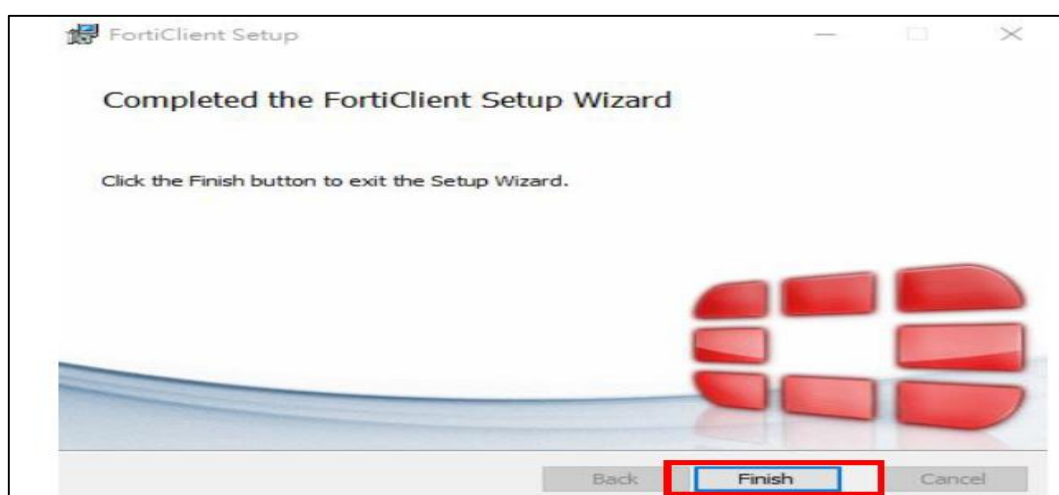 FortiClient Setup
Completed the FortiClient Setup Wizard
Click the Finish button to exit the Setup Wizard.
Back Finish Cancel